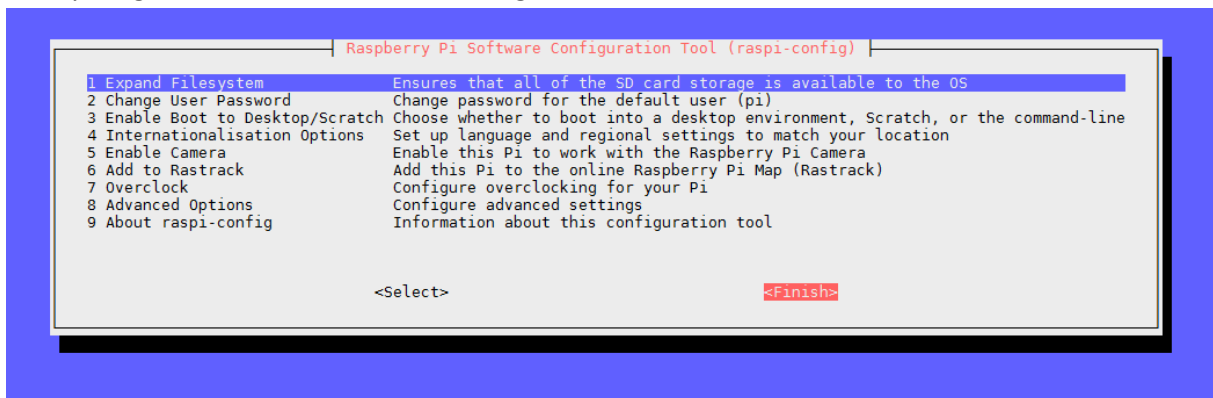 Raspberry Pi Software Configuration Tool (raspi-config)
1 Expand Filesystem Ensures that all of the SD card storage is available to the OS
2 Change User Password Change password for the default user (pi)
3 Enable Boot to Desktop/Scratch Choose whether to boot into a desktop environment, Scratch, or the command-line
4 Internationalisation Options Set up language and regional settings to match your location
5 Enable Camera Enable this Pi to work with the Raspberry Pi Camera
6 Add to Rastrack Add this Pi to the online Raspberry Pi Map (Rastrack)
7 Overclock Configure overclocking for your Pi
8 Advanced Options Configure advanced settings
9 About raspi-config Information about this configuration tool
<Select> <Finish>